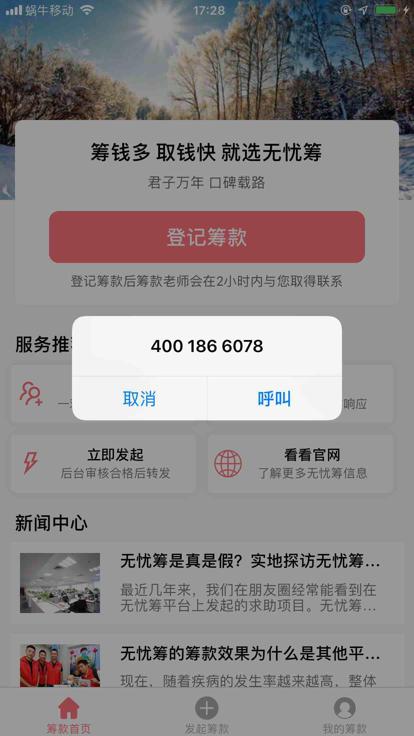 蜗牛移动
17:28
筹钱多 取钱快 就选无忧筹
君子万年 口碑载路
登记筹款
登记筹款后筹款老师会在2小时内与您取得联系
服务推
400 186 6078
取消
呼叫
一
响应
立即发起
后台审核合格后转发
看看官网
了解更多无忧筹信息
新闻中心
无忧筹是真是假？实地探访无忧筹...
最近几年来，我们在朋友圈经常能看到在
无忧筹平台上发起的求助项目。无忧筹...
无忧筹的筹款效果为什么是其他平...
现在，随着疾病的发生率越来越高，整体
筹款首页
发起筹款
我的筹款